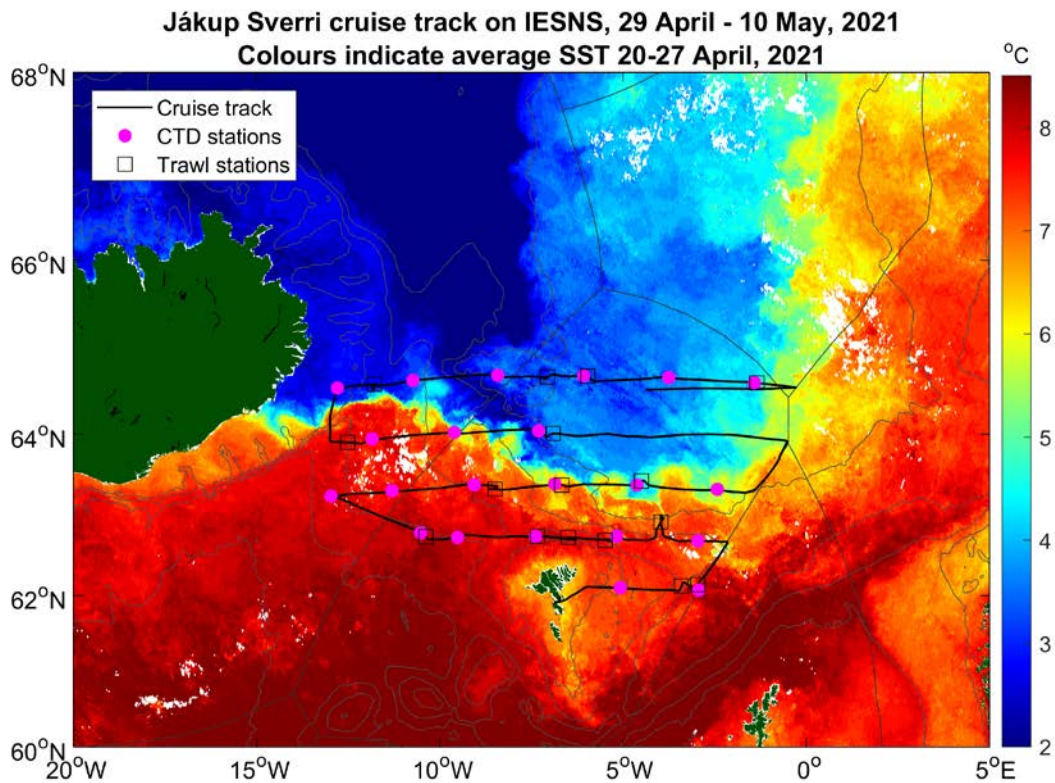 Jákup Sverri cruise track on IESNS, 29 April - 10 May, 2021
Colours indicate average SST 20-27 April, 2021
°C
68°N
Cruise track
CTD stations
Trawl stations
8
7
66°N
6
5
64°N
4
62°N
3
60°N
2
20°W
15°W
10°W
5°W
0°
5°E